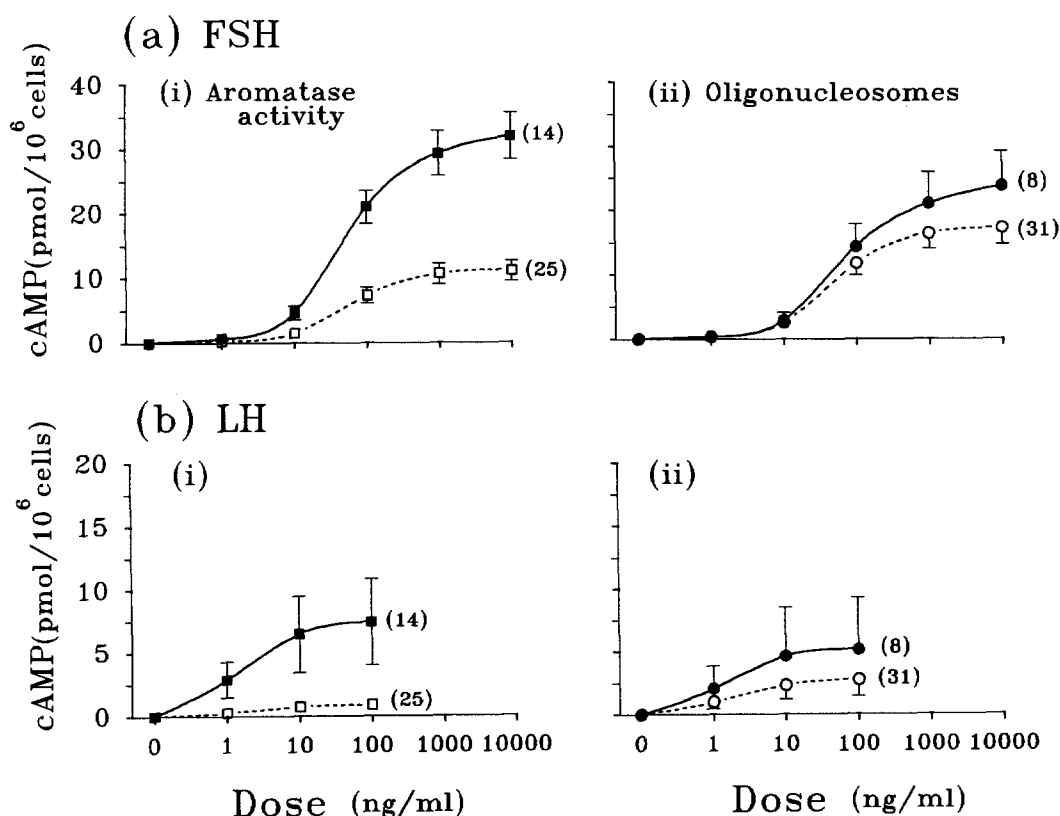 (a) FSH
cAMP(pmol/10⁶ cells)
40
30
20
10
0
(i) Aromatase
activity
(14)
(25)
(ii) Oligonucleosomes
(8)
(31)
(b) LH
cAMP(pmol/10⁶ cells)
20
15
10
5
0
(i)
(14)
(25)
0 1 10 100 1000 10000
Dose (ng/ml)
(ii)
(8)
(31)
0 1 10 100 1000 10000
Dose (ng/ml)